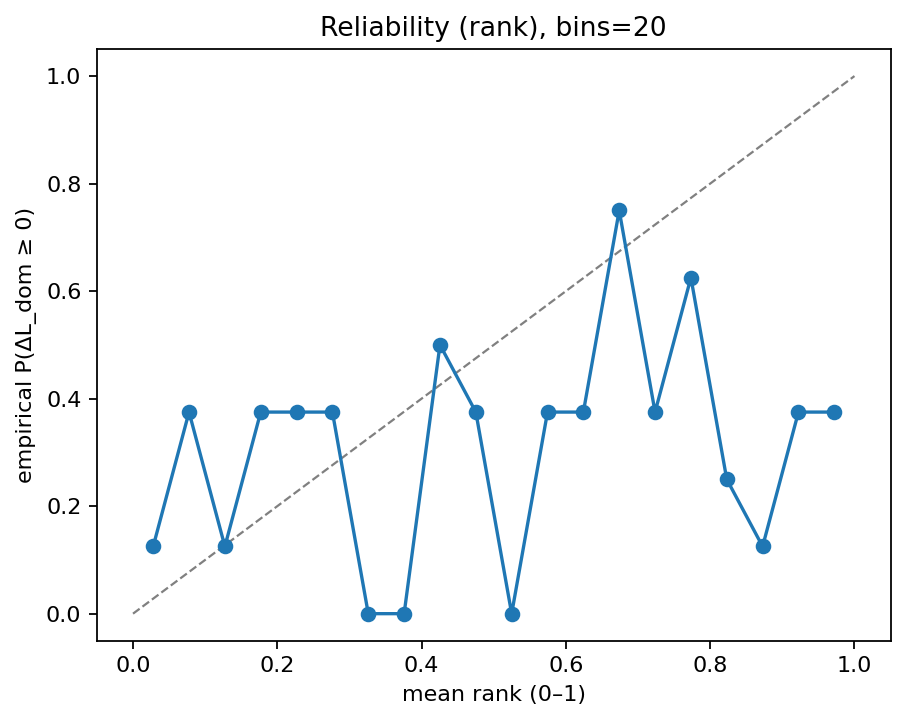 Reliability (rank), bins=20
empirical P(ΔL_dom ≥ 0)
1.0
0.8
0.6
0.4
0.2
0.0
0.0 0.2 0.4 0.6 0.8 1.0
mean rank (0–1)